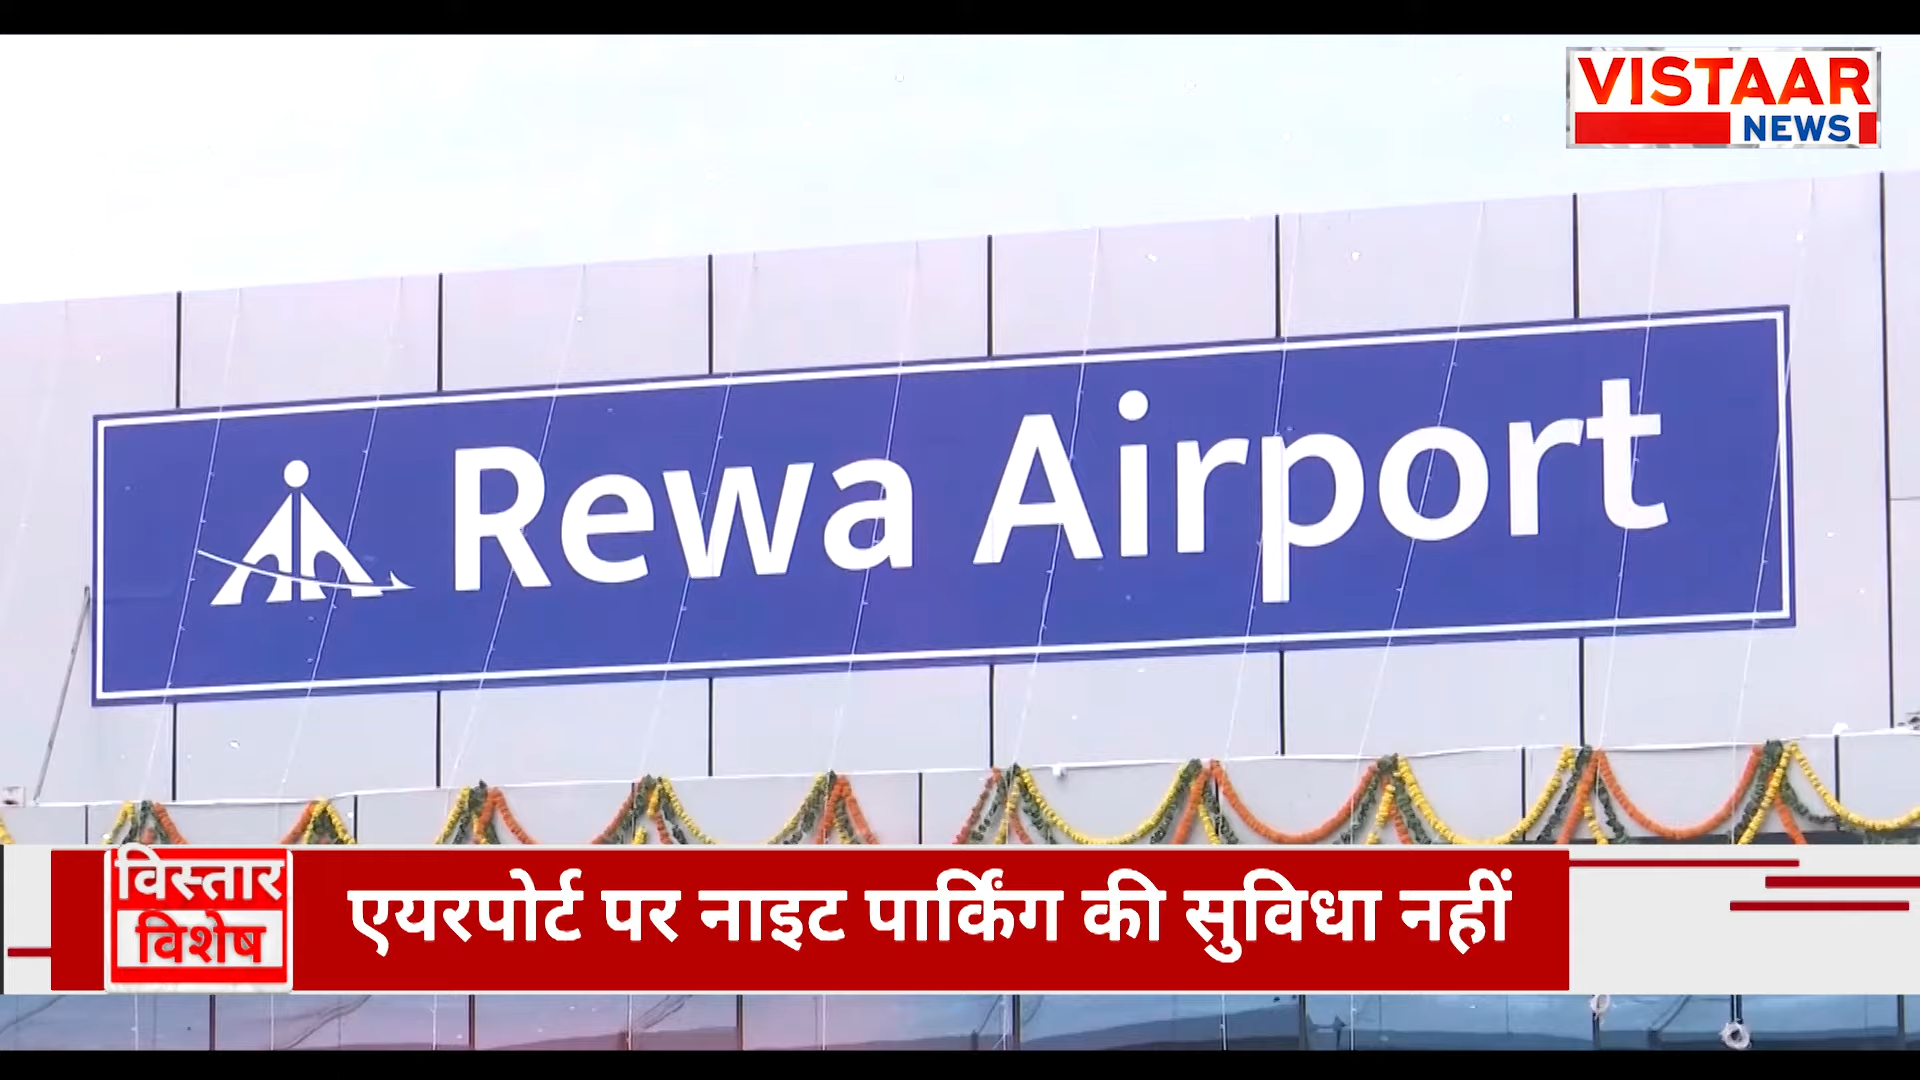 VISTAAR
NEWS
Rewa Airport
विस्तार
विशेष
एयरपोर्ट पर नाइट पार्किंग की सुविधा नहीं